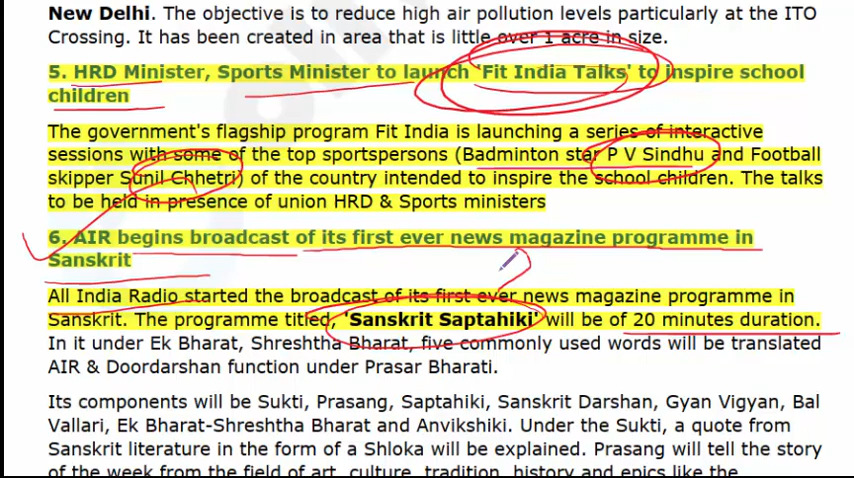 New Delhi. The objective is to reduce high air pollution levels particularly at the ITO
Crossing. It has been created in area that is little over 1 acre in size.
5. HRD Minister, Sports Minister to launch 'Fit India Talks' to inspire school
children
The government's flagship program Fit India is launching a series of interactive
sessions with some of the top sportspersons (Badminton star P V Sindhu and Football
skipper Sunil Chhetri) of the country intended to inspire the school children. The talks
to be held in presence of union HRD & Sports ministers
6. AIR begins broadcast of its first ever news magazine programme in
Sanskrit
All India Radio started the broadcast of its first ever news magazine programme in
Sanskrit. The programme titled, 'Sanskrit Saptahiki' will be of 20 minutes duration.
In it under Ek Bharat, Shreshtha Bharat, five commonly used words will be translated
AIR & Doordarshan function under Prasar Bharati.
Its components will be Sukti, Prasang, Saptahiki, Sanskrit Darshan, Gyan Vigyan, Bal
Vallari, Ek Bharat-Shreshtha Bharat and Anvikshiki. Under the Sukti, a quote from
Sanskrit literature in the form of a Shloka will be explained. Prasang will tell the story
of the week from the field of art, culture, tradition, history and epics like the